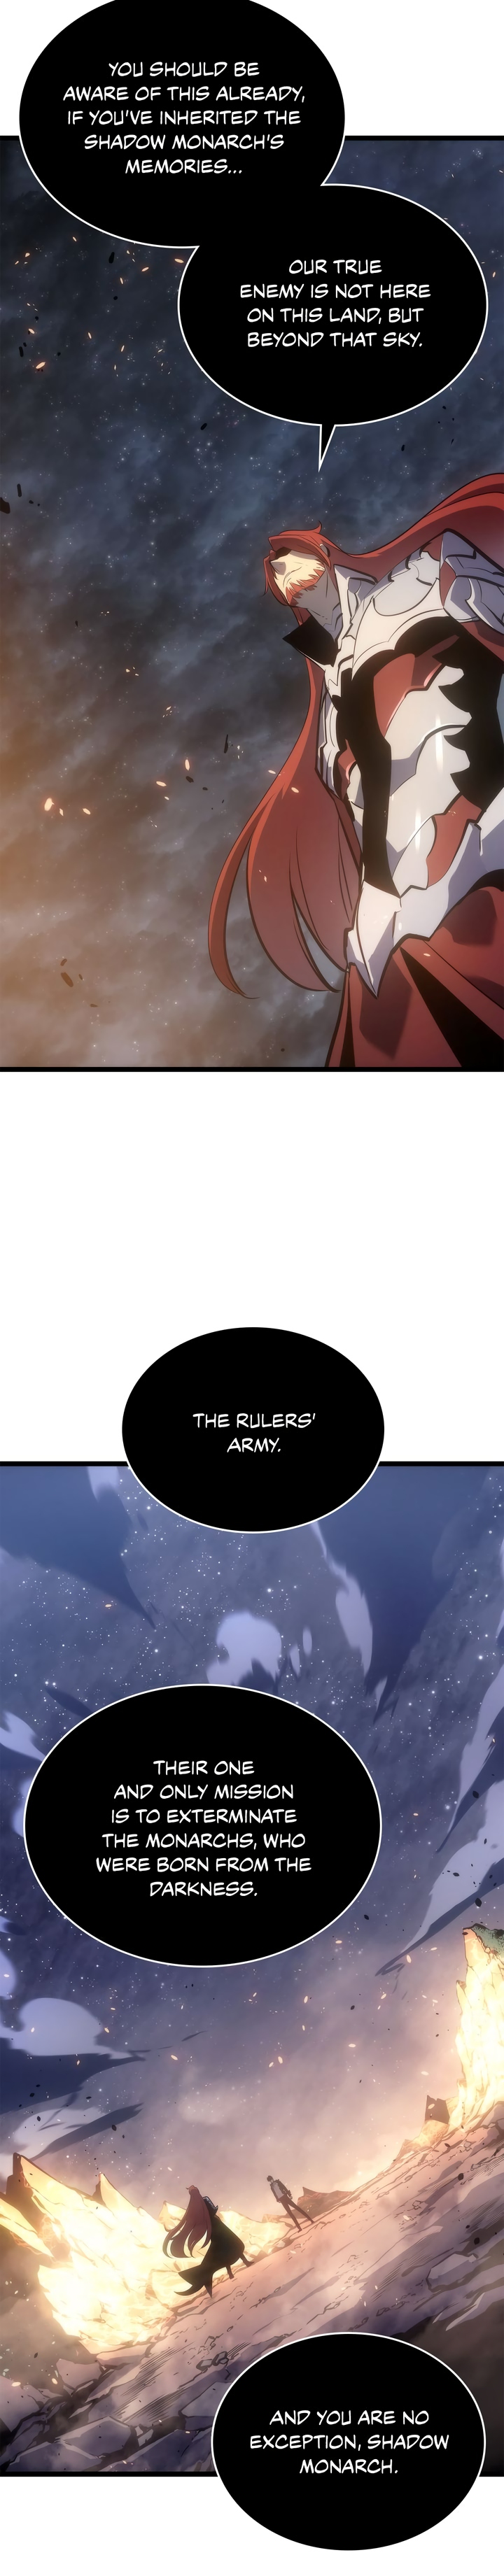 YOU SHOULD BE
AWARE OF THIS ALREADY,
IF YOU'VE INHERITED THE
SHADOW MONARCH'S
MEMORIES...
OUR TRUE
ENEMY IS NOT HERE
ON THIS LAND, BUT
BEYOND THAT SKY.
THE RULERS'
ARMY.
THEIR ONE
AND ONLY MISSION
IS TO EXTERMINATE
THE MONARCHS, WHO
WERE BORN FROM THE
DARKNESS.
AND YOU ARE NO
EXCEPTION, SHADOW
MONARCH.